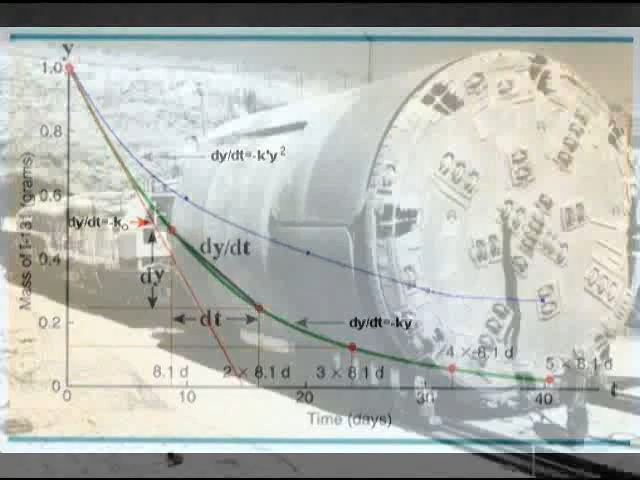 y
1.0
0.8
0.6
0.4
0.2
0
Mass of I-131 (grams)
dy/dt=-k'y²
dy/dt=-k₀
dy/dt
dy
dt
dy/dt=-ky
8.1 d
2 × 8.1 d
3 × 8.1 d
4 × 8.1 d
5 × 8.1 d
0
10
20
30
40
t
Time (days)